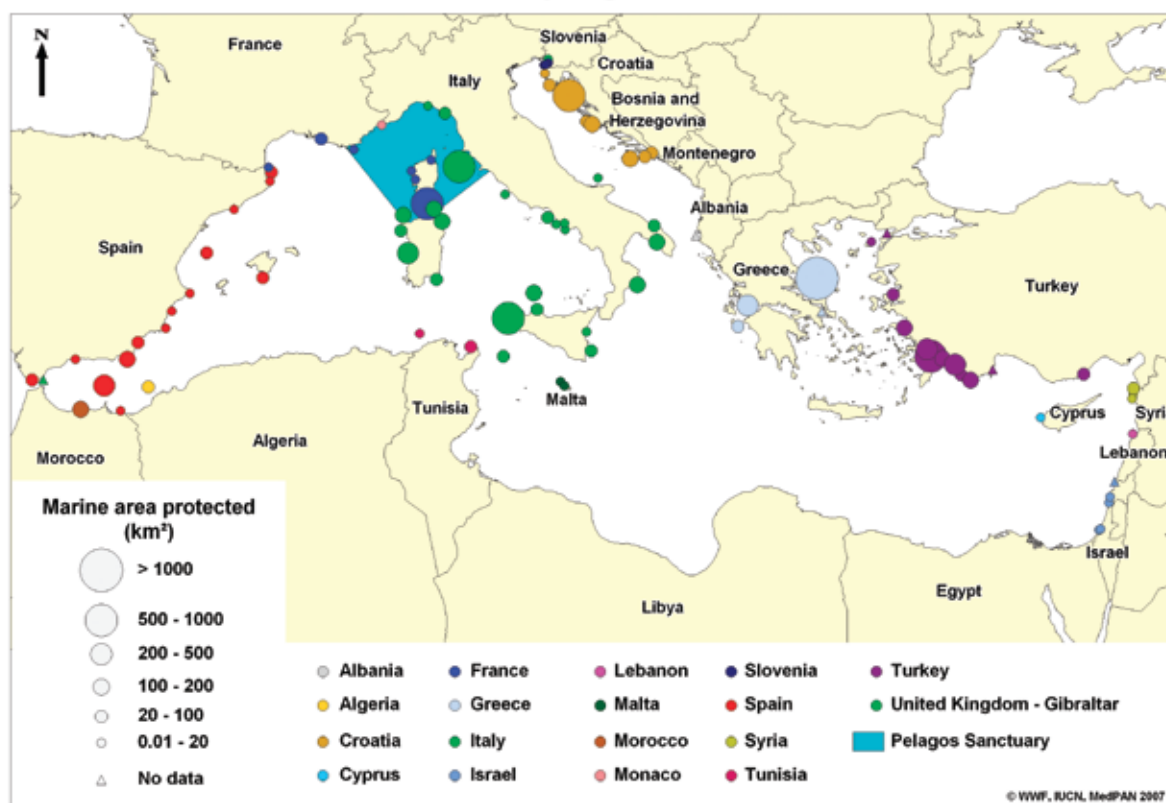 N
France
Slovenia
Croatia
Italy
Bosnia and
Herzegovina
Montenegro
Albania
Spain
Greece
Turkey
Malta
Tunisia
Cyprus
Syria
Algeria
Lebanon
Morocco
Israel
Egypt
Libya
Marine area protected
(km²)
> 1000
500 - 1000
200 - 500
100 - 200
20 - 100
0.01 - 20
No data
Albania
France
Lebanon
Slovenia
Turkey
Algeria
Greece
Malta
Spain
United Kingdom - Gibraltar
Croatia
Italy
Morocco
Syria
Pelagos Sanctuary
Cyprus
Israel
Monaco
Tunisia
© WWF, IUCN, MedPAN 2007